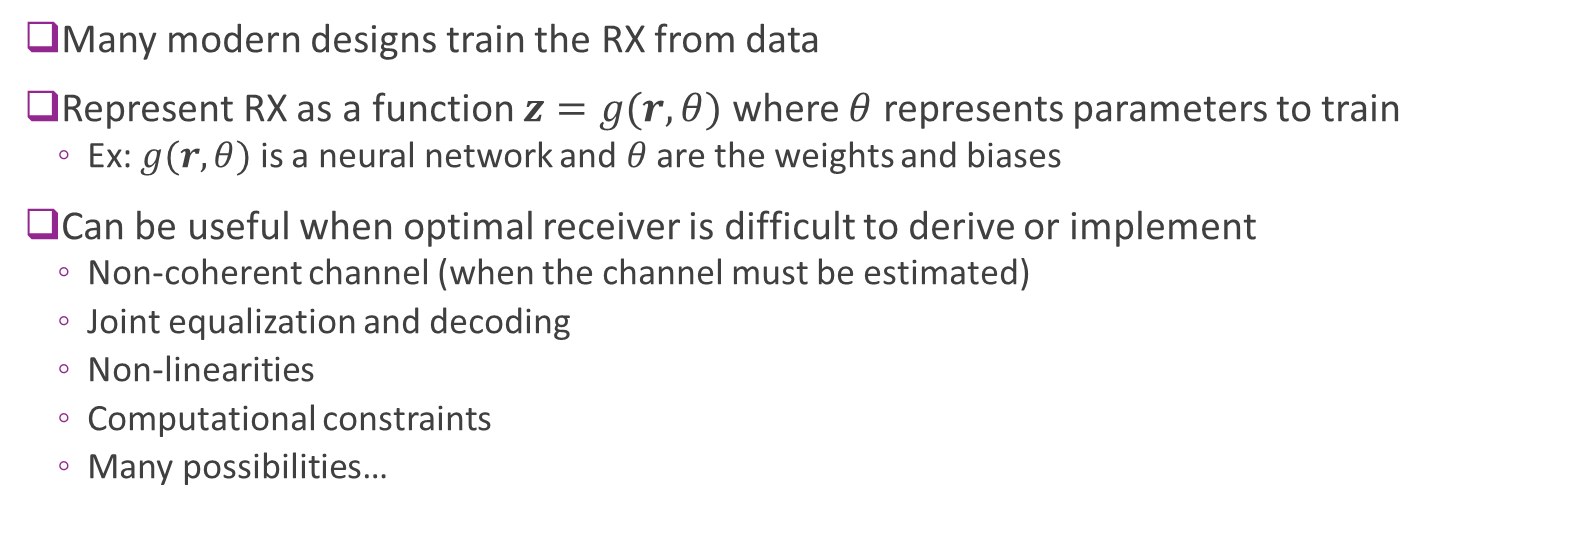 ❑Many modern designs train the RX from data
❑Represent RX as a function 𝒛 = 𝑔(𝒓, 𝜃) where 𝜃 represents parameters to train
◦ Ex: 𝑔(𝒓, 𝜃) is a neural network and 𝜃 are the weights and biases
❑Can be useful when optimal receiver is difficult to derive or implement
◦ Non-coherent channel (when the channel must be estimated)
◦ Joint equalization and decoding
◦ Non-linearities
◦ Computational constraints
◦ Many possibilities...